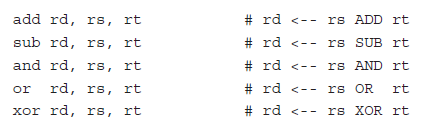 add rd, rs, rt # rd <-- rs ADD rt
sub rd, rs, rt # rd <-- rs SUB rt
and rd, rs, rt # rd <-- rs AND rt
or rd, rs, rt # rd <-- rs OR rt
xor rd, rs, rt # rd <-- rs XOR rt